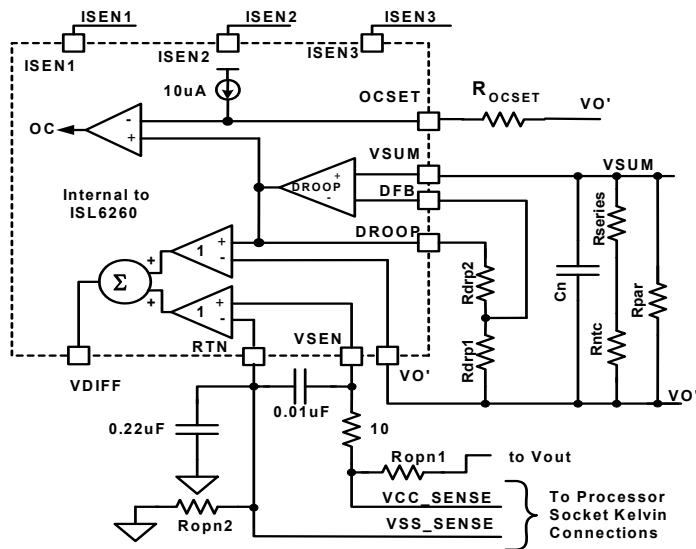 ISEN1
ISEN2
ISEN3
ISEN1
ISEN2
ISEN3
10uA
OCSET
R OCSET
VO'
OC
-
+
VSUM
VSUM
DROOP
+
-
DFB
Internal to
ISL6260
DROOP
Rseries
Cn
Rpar
Rdrp2
Rdrp1
Rntc
+
1
+
-
Σ
+
1
+
-
VDIFF
RTN
VSEN
VO'
VO'
0.01uF
0.22uF
10
Ropn1
to Vout
Ropn2
VCC_SENSE
VSS_SENSE
To Processor
Socket Kelvin
Connections